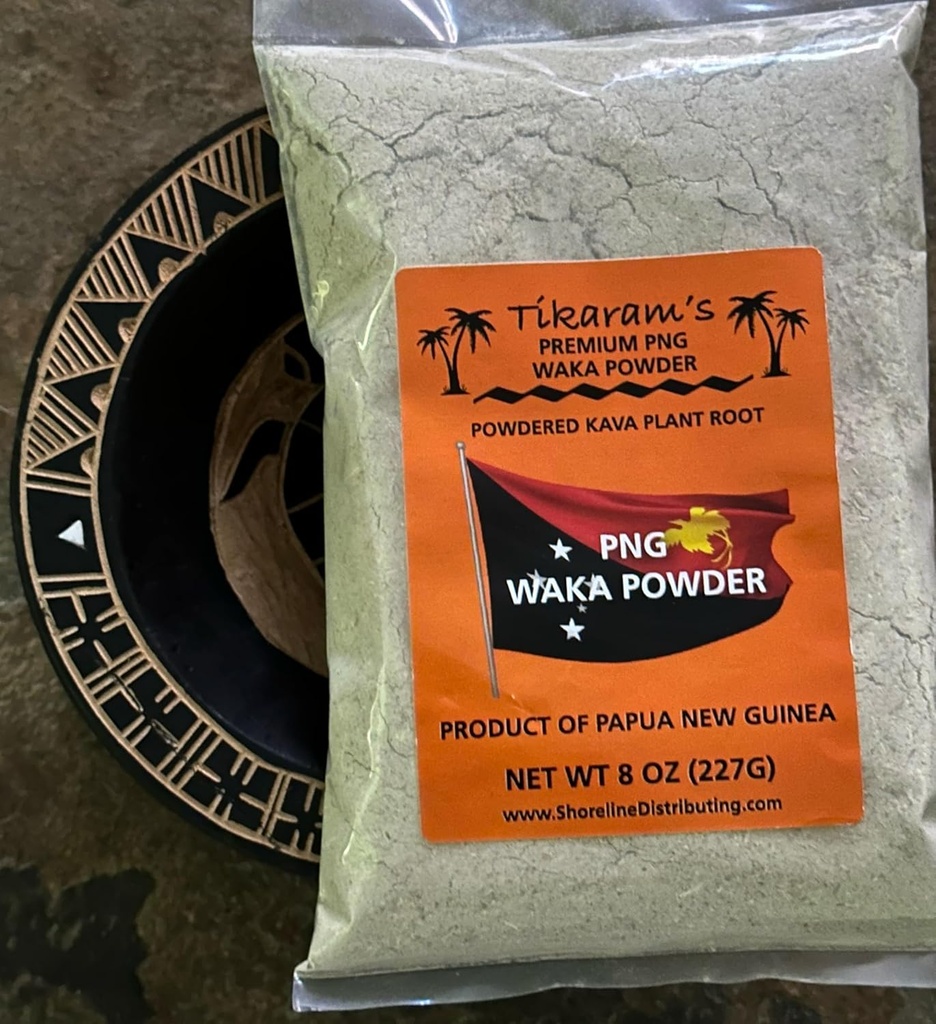 Tikaram's
PREMIUM PNG
WAKA POWDER
POWDERED KAVA PLANT ROOT
PNG
WAKA POWDER
PRODUCT OF PAPUA NEW GUINEA
NET WT 8 OZ (227G)
www.ShorelineDistributing.com